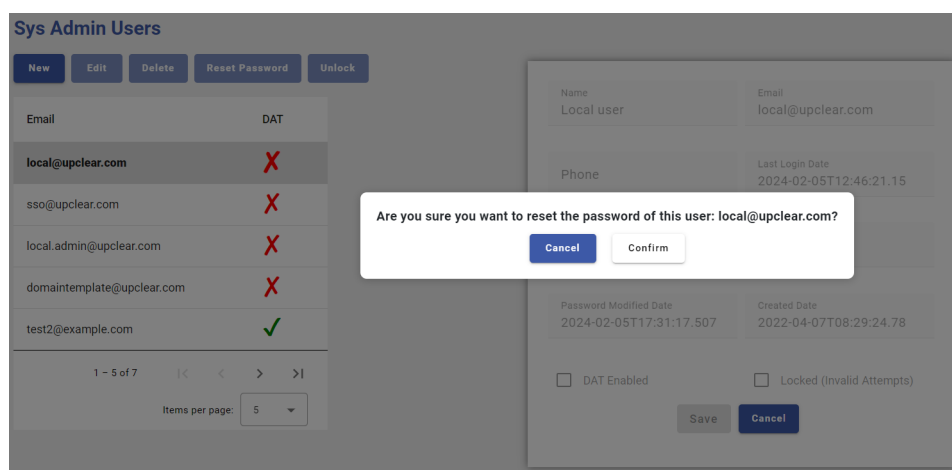 Sys Admin Users
New Edit Delete Reset Password Unlock
Email DAT
local@upclear.com
sso@upclear.com
local.admin@upclear.com
domaintemplate@upclear.com
test2@example.com
1 – 5 of 7
Items per page: 5
Name
Local user
Email
local@upclear.com
Phone
Last Login Date
2024-02-05T12:46:21.15
Are you sure you want to reset the password of this user: local@upclear.com?
Cancel Confirm
Password Modified Date
2024-02-05T17:31:17.507
Created Date
2022-04-07T08:29:24.78
DAT Enabled Locked (Invalid Attempts)
Save Cancel